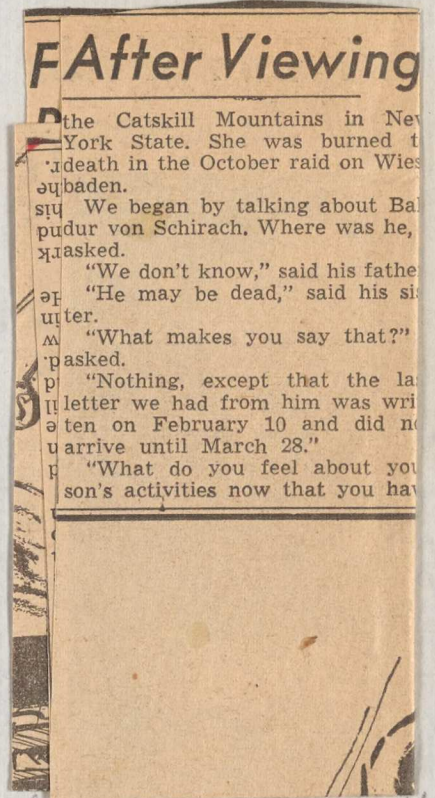 F After Viewing
the Catskill Mountains in Ne
York State. She was burned t
death in the October raid on Wies
baden.
We began by talking about Bal
dur von Schirach. Where was he,
asked.
"We don't know," said his fathe
"He may be dead," said his sis
ter.
"What makes you say that?"
asked.
"Nothing, except that the la
letter we had from him was wri
ten on February 10 and did no
arrive until March 28."
"What do you feel about you
son's activities now that you hav